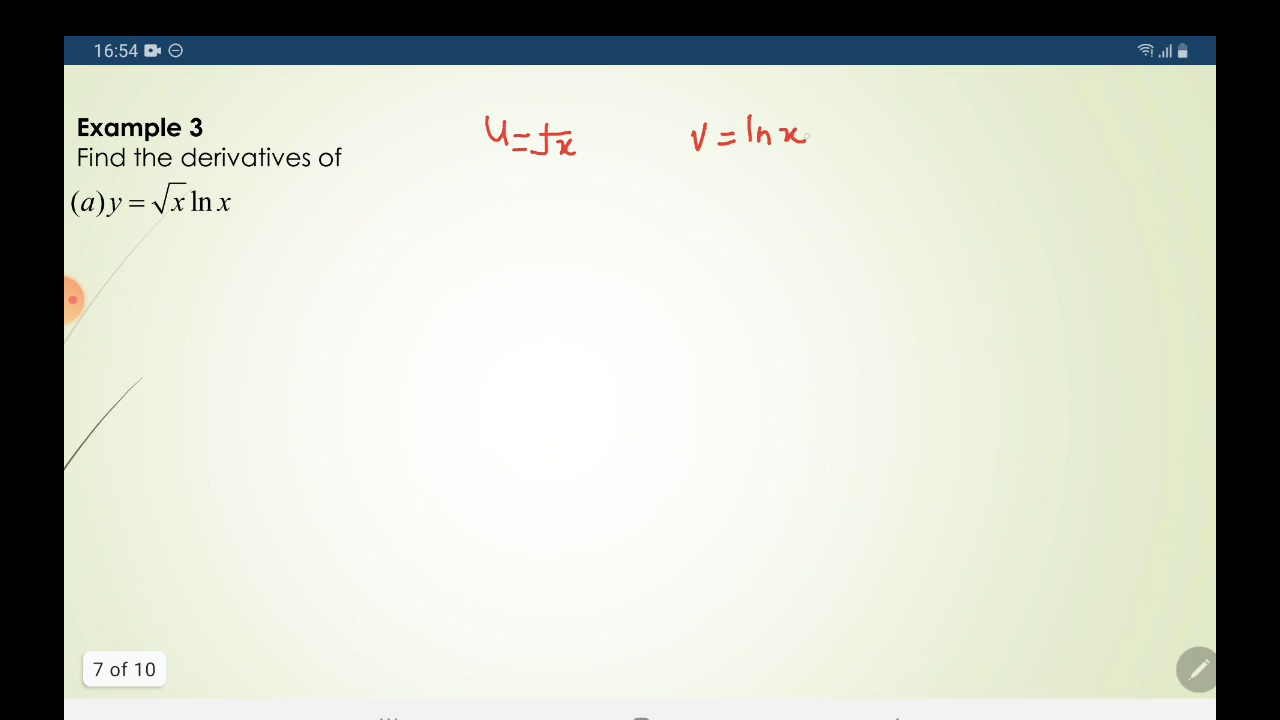 16:54
Example 3
Find the derivatives of
(a) y = √x ln x
u = √x
v = ln x
7 of 10